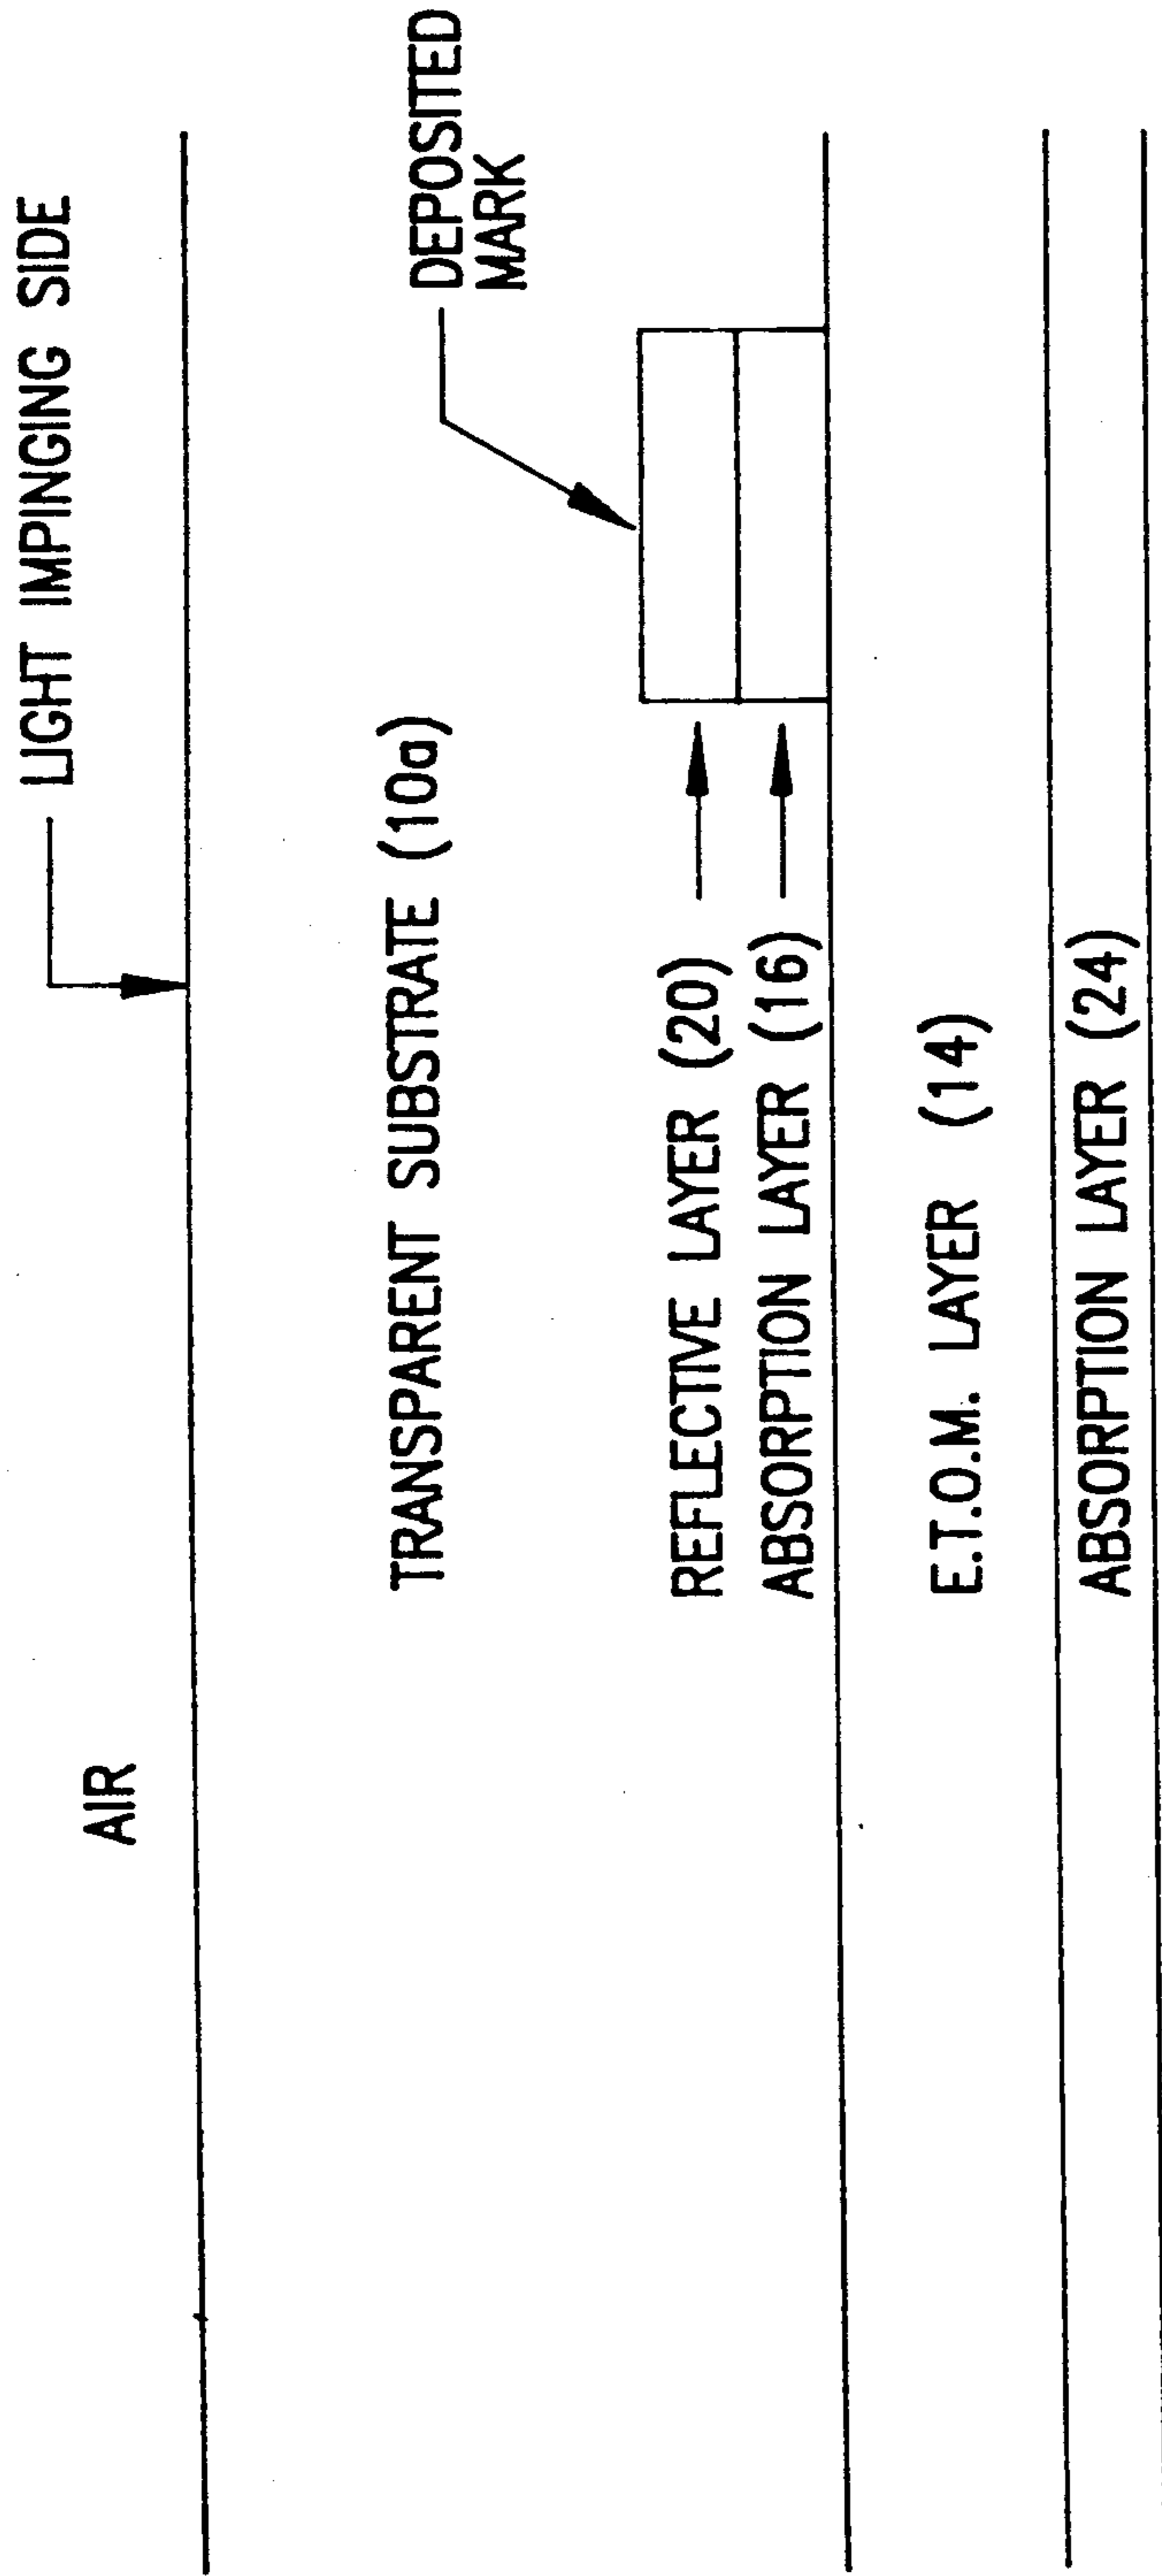 LIGHT IMPINGING SIDE
AIR
TRANSPARENT SUBSTRATE (10a)
DEPOSITED
MARK
REFLECTIVE LAYER (20)
ABSORPTION LAYER (16)
E.T.O.M. LAYER (14)
ABSORPTION LAYER (24)